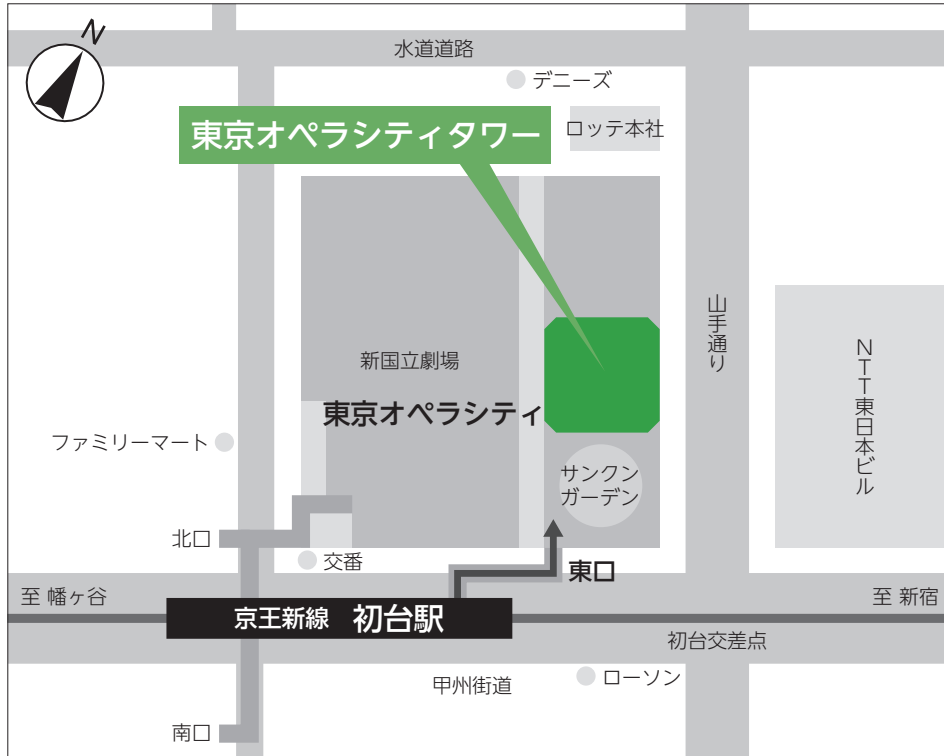 N
水道道路
デニーズ
東京オペラシティタワー
ロッテ本社
山手通り
新国立劇場
東京オペラシティ
NTT東日本ビル
ファミリーマート
サンクン
ガーデン
北口
交番
東口
至 幡ヶ谷
至 新宿
京王新線 初台駅
初台交差点
甲州街道
ローソン
南口